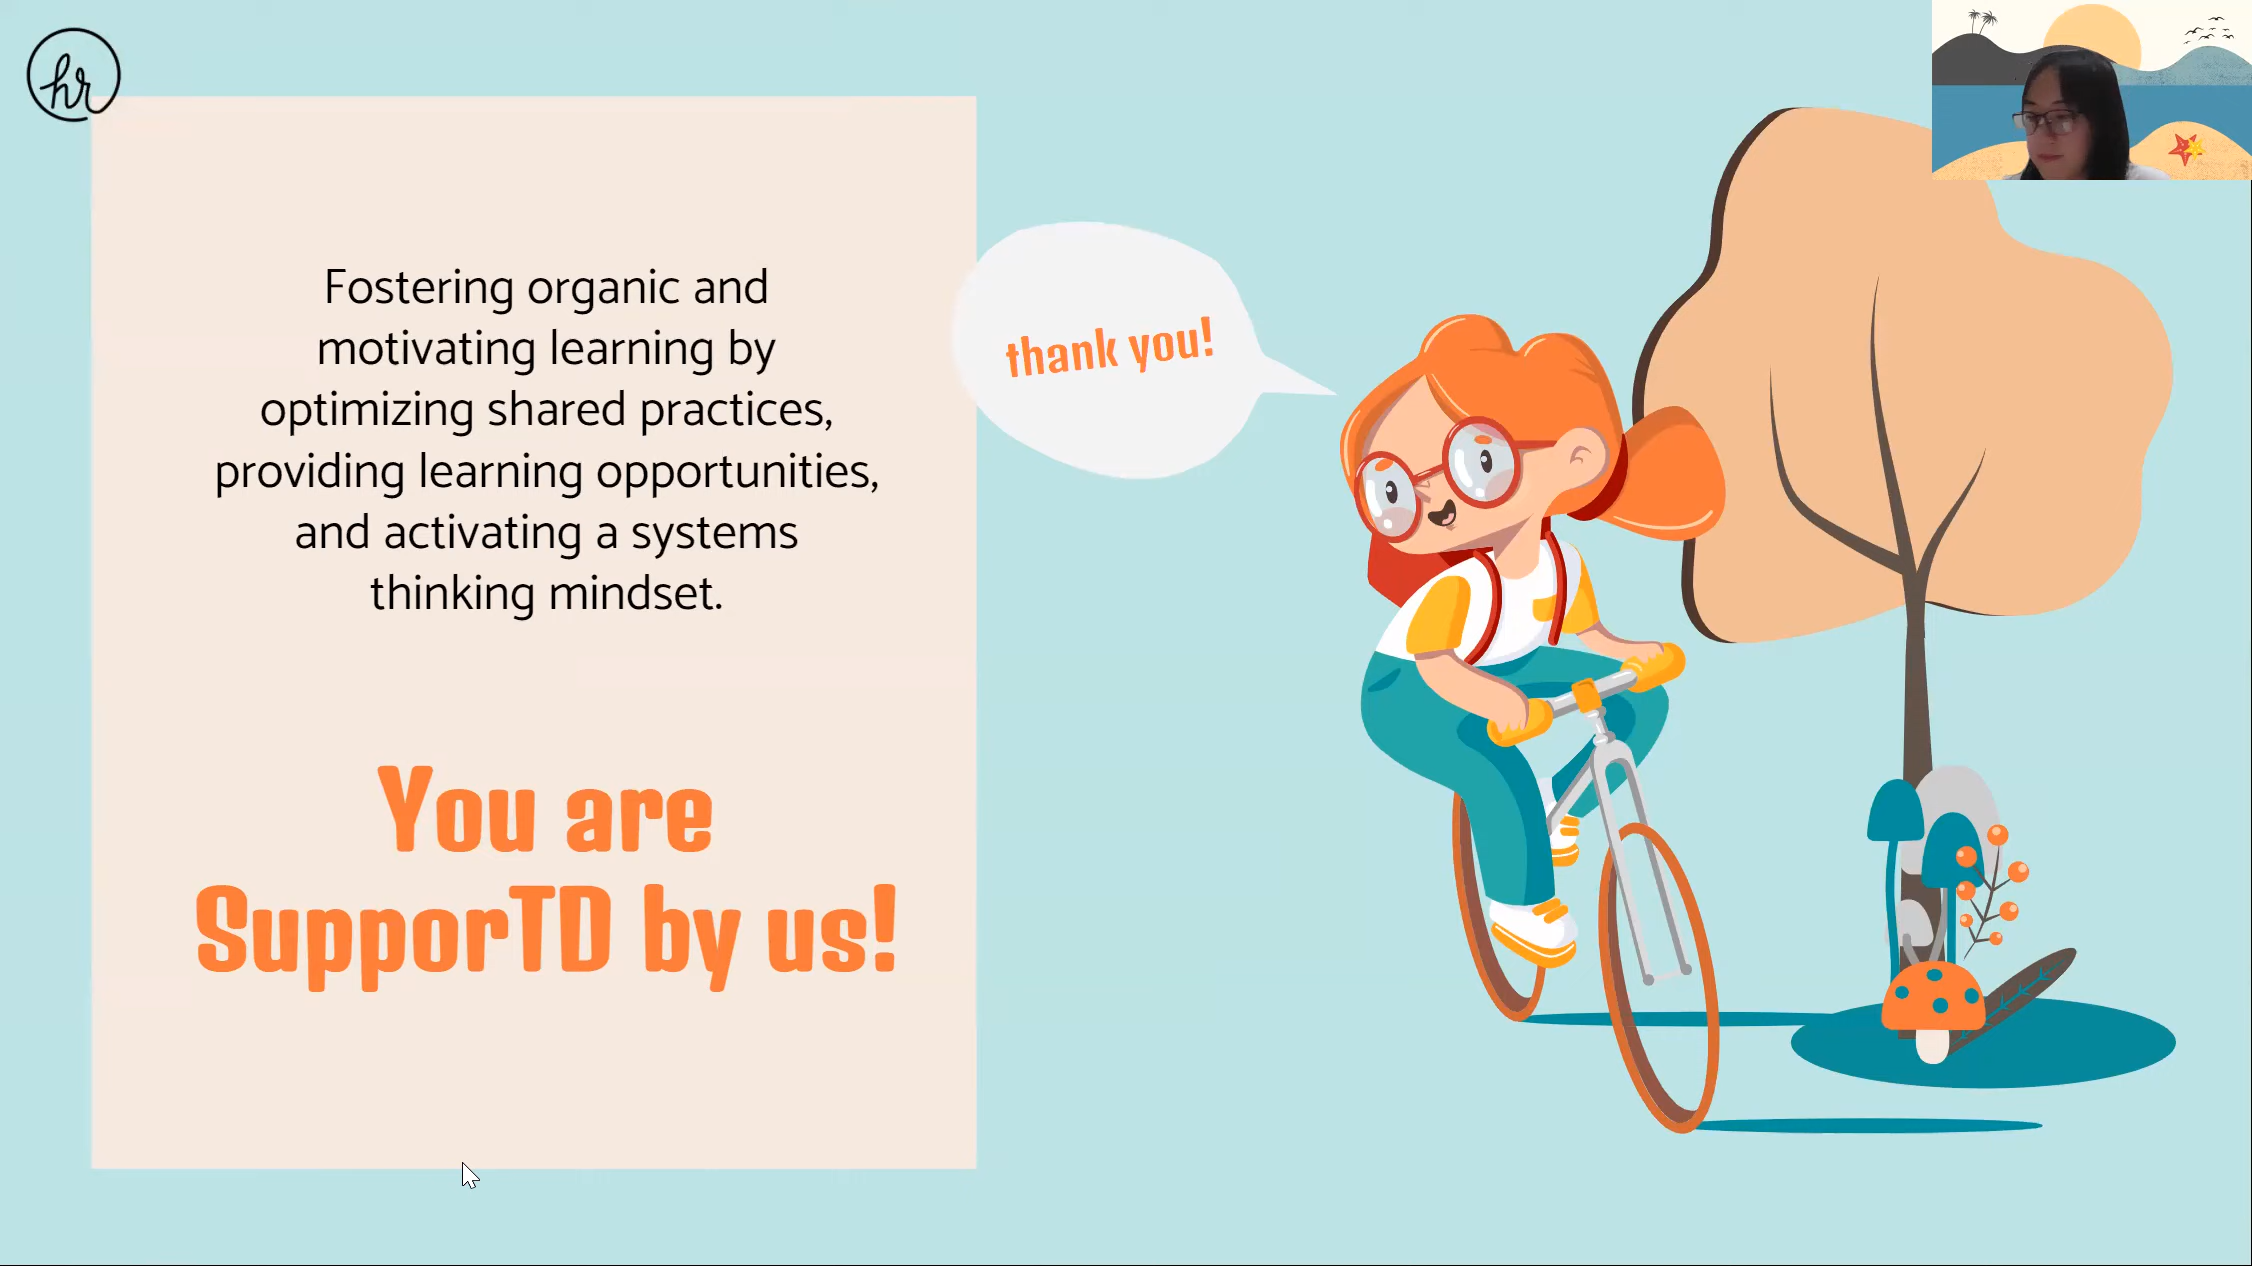 hr
Fostering organic and
motivating learning by
optimizing shared practices,
providing learning opportunities,
and activating a systems
thinking mindset.
You are
SupporTD by us!
thank you!